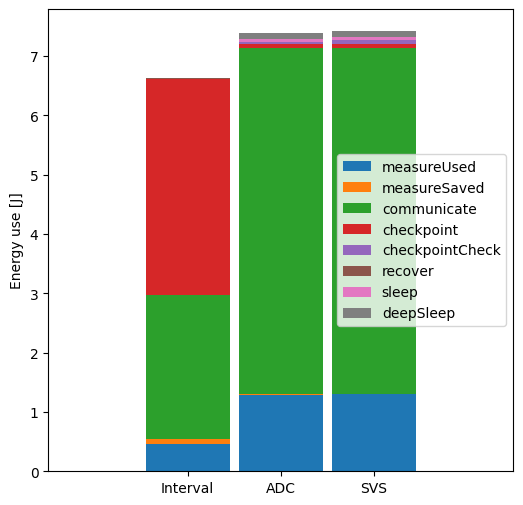 Energy use [J]
7
6
5
4
3
2
1
0
measureUsed
measureSaved
communicate
checkpoint
checkpointCheck
recover
sleep
deepSleep
Interval ADC SVS